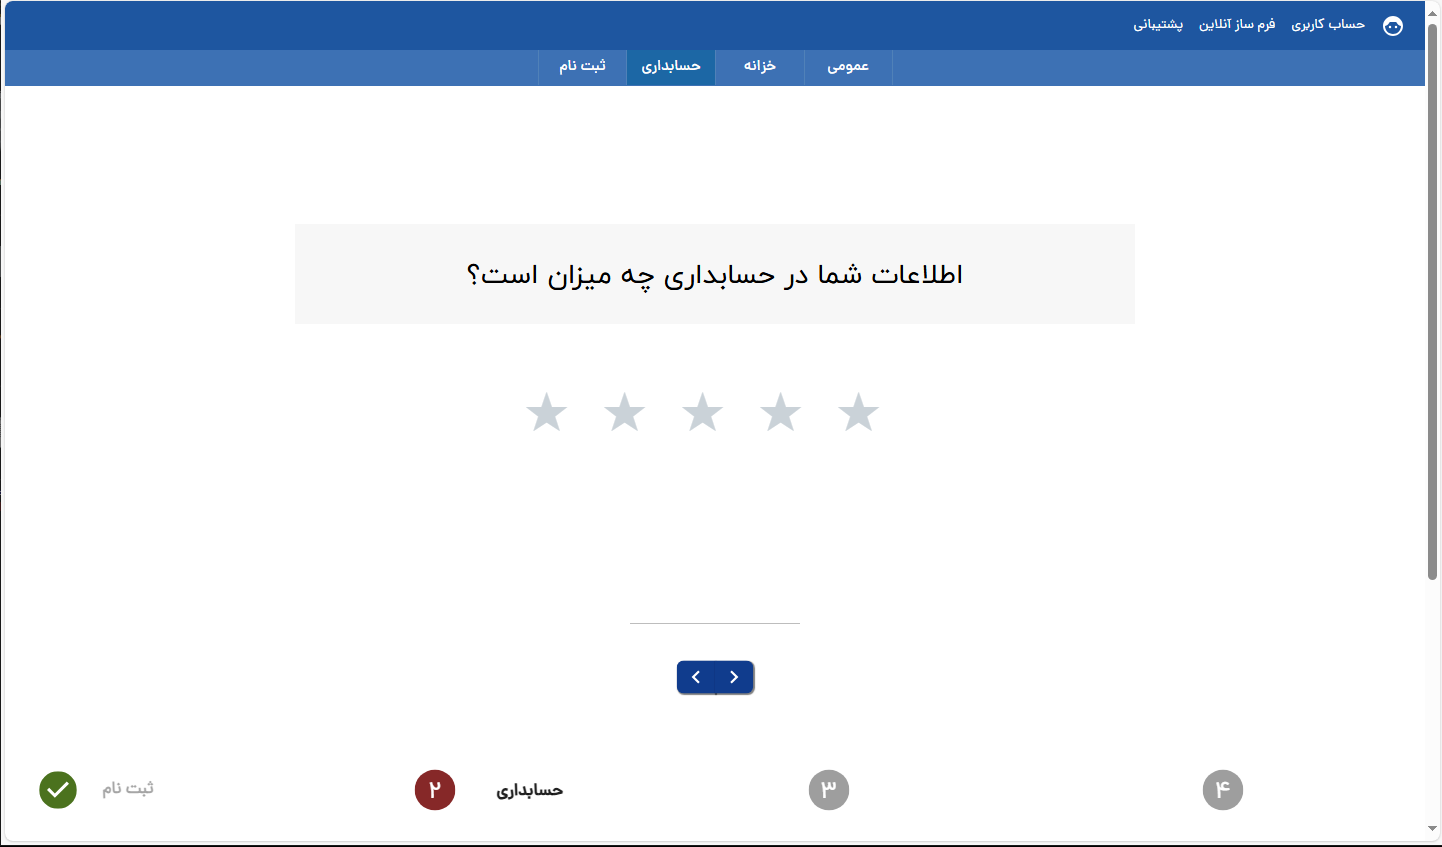 حساب کاربری فرم ساز آنلاین پشتیبانی
عمومی خزانه حسابداری ثبت نام
اطلاعات شما در حسابداری چه میزان است؟
ثبت نام ۲ حسابداری ۳ ۴